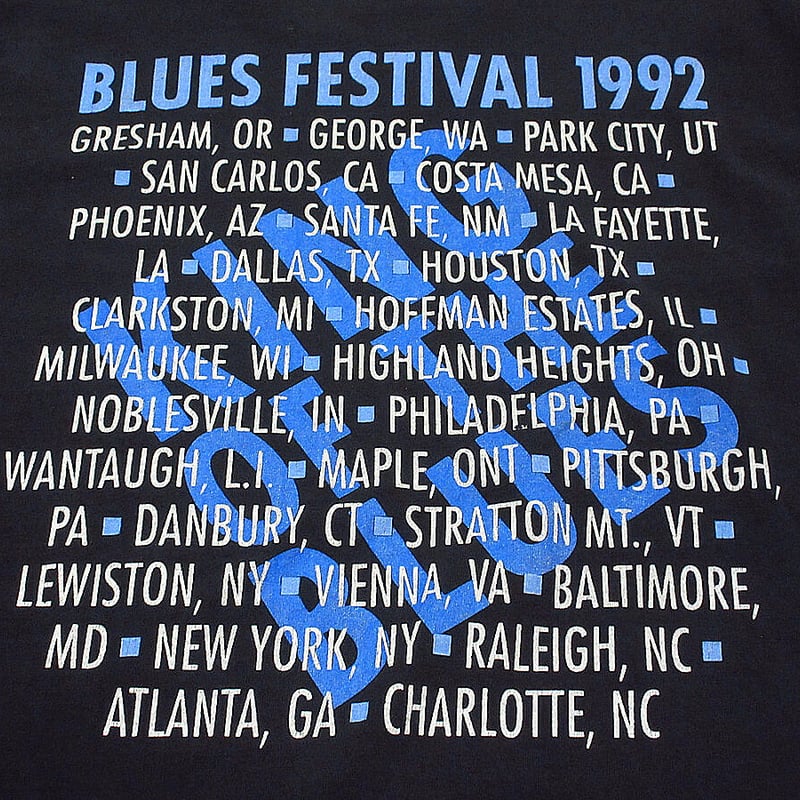 BLUES FESTIVAL 1992
GRESHAM, OR ▪ GEORGE, WA ▪ PARK CITY, UT
▪ SAN CARLOS, CA ▪ COSTA MESA, CA ▪
PHOENIX, AZ ▪ SANTA FE, NM ▪ LA FAYETTE,
LA ▪ DALLAS, TX ▪ HOUSTON, TX ▪
CLARKSTON, MI ▪ HOFFMAN ESTATES, IL ▪
MILWAUKEE, WI ▪ HIGHLAND HEIGHTS, OH ▪
NOBLESVILLE, IN ▪ PHILADELPHIA, PA ▪
WANTAUGH, L.I. ▪ MAPLE, ONT ▪ PITTSBURGH,
PA ▪ DANBURY, CT ▪ STRATTON MT., VT ▪
LEWISTON, NY ▪ VIENNA, VA ▪ BALTIMORE,
MD ▪ NEW YORK, NY ▪ RALEIGH, NC ▪
ATLANTA, GA ▪ CHARLOTTE, NC
KING
OF THE
BLUES